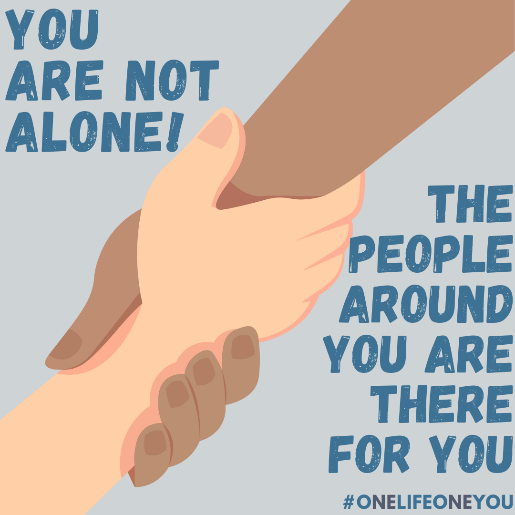 YOU
ARE NOT
ALONE!
THE
PEOPLE
AROUND
YOU ARE
THERE
FOR YOU
#ONELIFEONEYOU